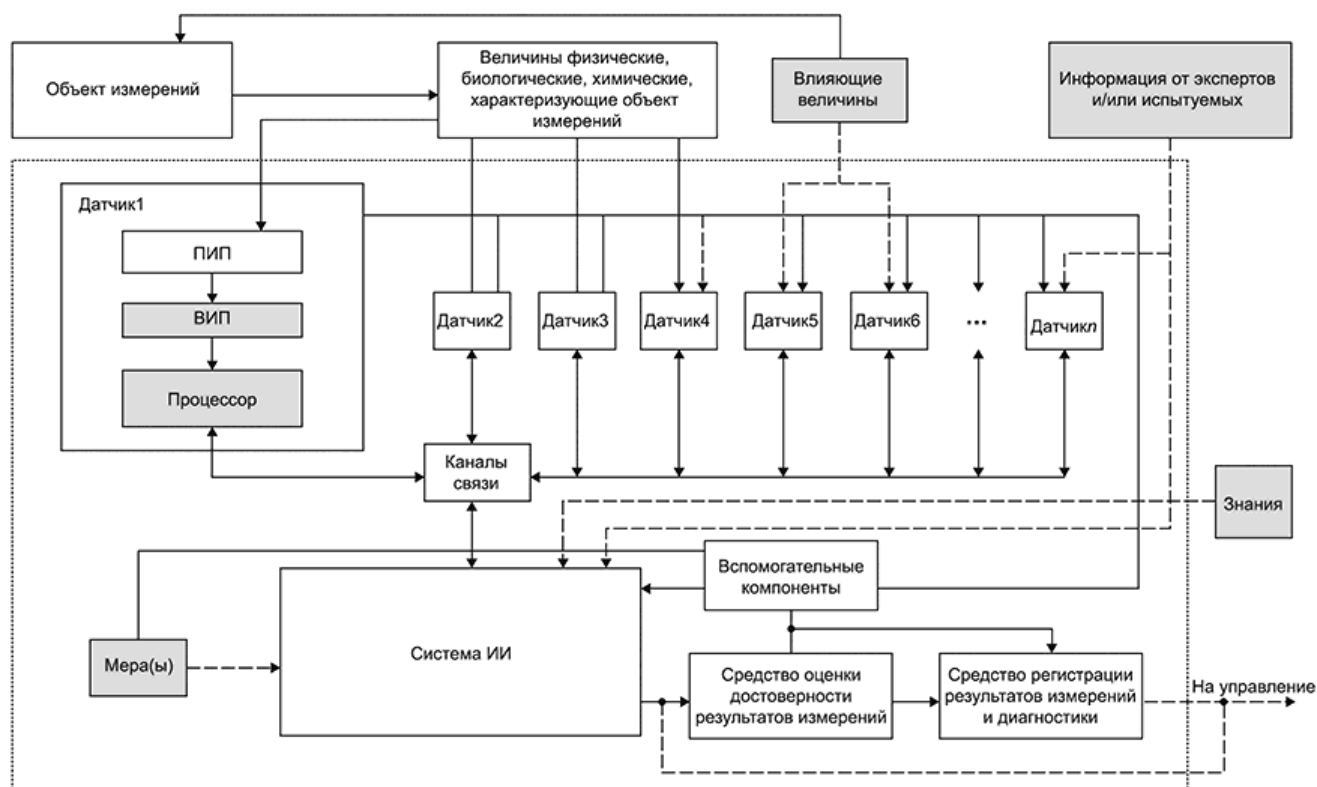 Объект измерений
Величины физические,
биологические, химические,
характеризующие объект
измерений
Влияющие
величины
Информация от экспертов
и/или испытуемых
Датчик1
ПИП
ВИП
Процессор
Датчик2
Датчик3
Датчик4
Датчик5
Датчик6
...
Датчикn
Каналы
связи
Знания
Вспомогательные
компоненты
Мера(ы)
Система ИИ
Средство оценки
достоверности
результатов измерений
Средство регистрации
результатов измерений
и диагностики
На управление